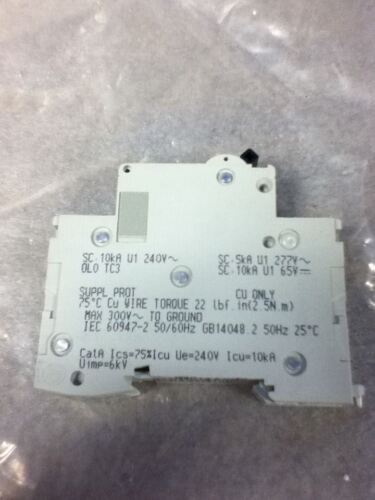 SC.10kA U1 240V~ SC.5kA U1 277V~
OL0 TC3 SC.10kA U1 65V⎓
SUPPL PROT CU ONLY
75°C Cu WIRE TORQUE 22 lbf.in(2.5N.m)
MAX 300V~ TO GROUND
IEC 60947-2 50/60Hz GB14048.2 50Hz 25°C
CatA Ics=75%Icu Ue=240V Icu=10kA
Uimp=6kV